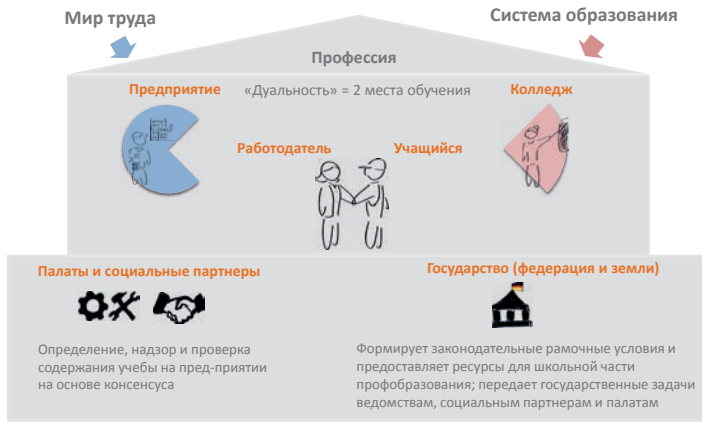 Мир труда
Система образования
Профессия
Предприятие
«Дуальность» = 2 места обучения
Колледж
Работодатель
Учащийся
Палаты и социальные партнеры
Государство (федерация и земли)
Определение, надзор и проверка
содержания учебы на пред-приятии
на основе консенсуса
Формирует законодательные рамочные условия и
предоставляет ресурсы для школьной части
профобразования; передает государственные задачи
ведомствам, социальным партнерам и палатам